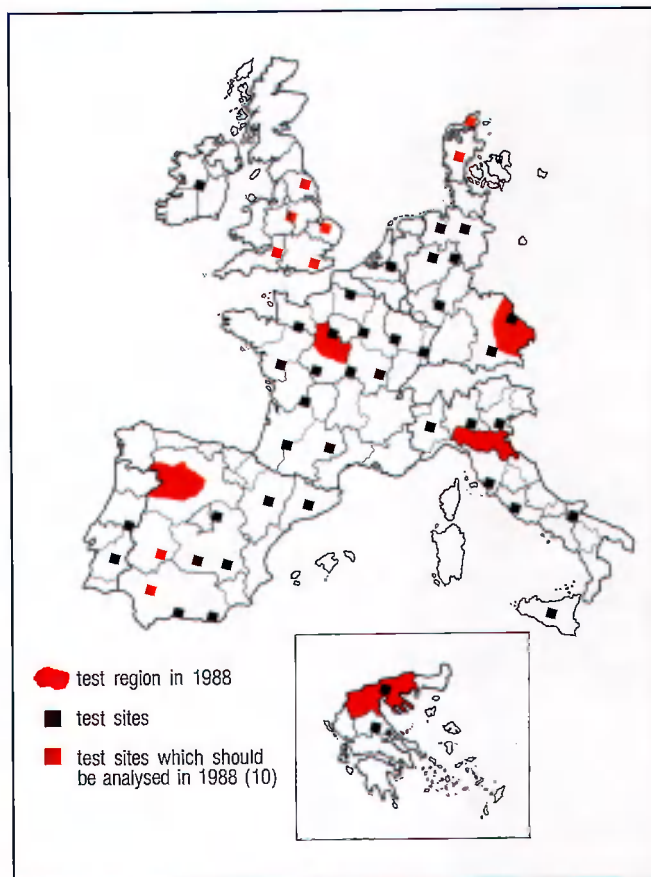 test region in 1988
test sites
test sites which should
be analysed in 1988 (10)